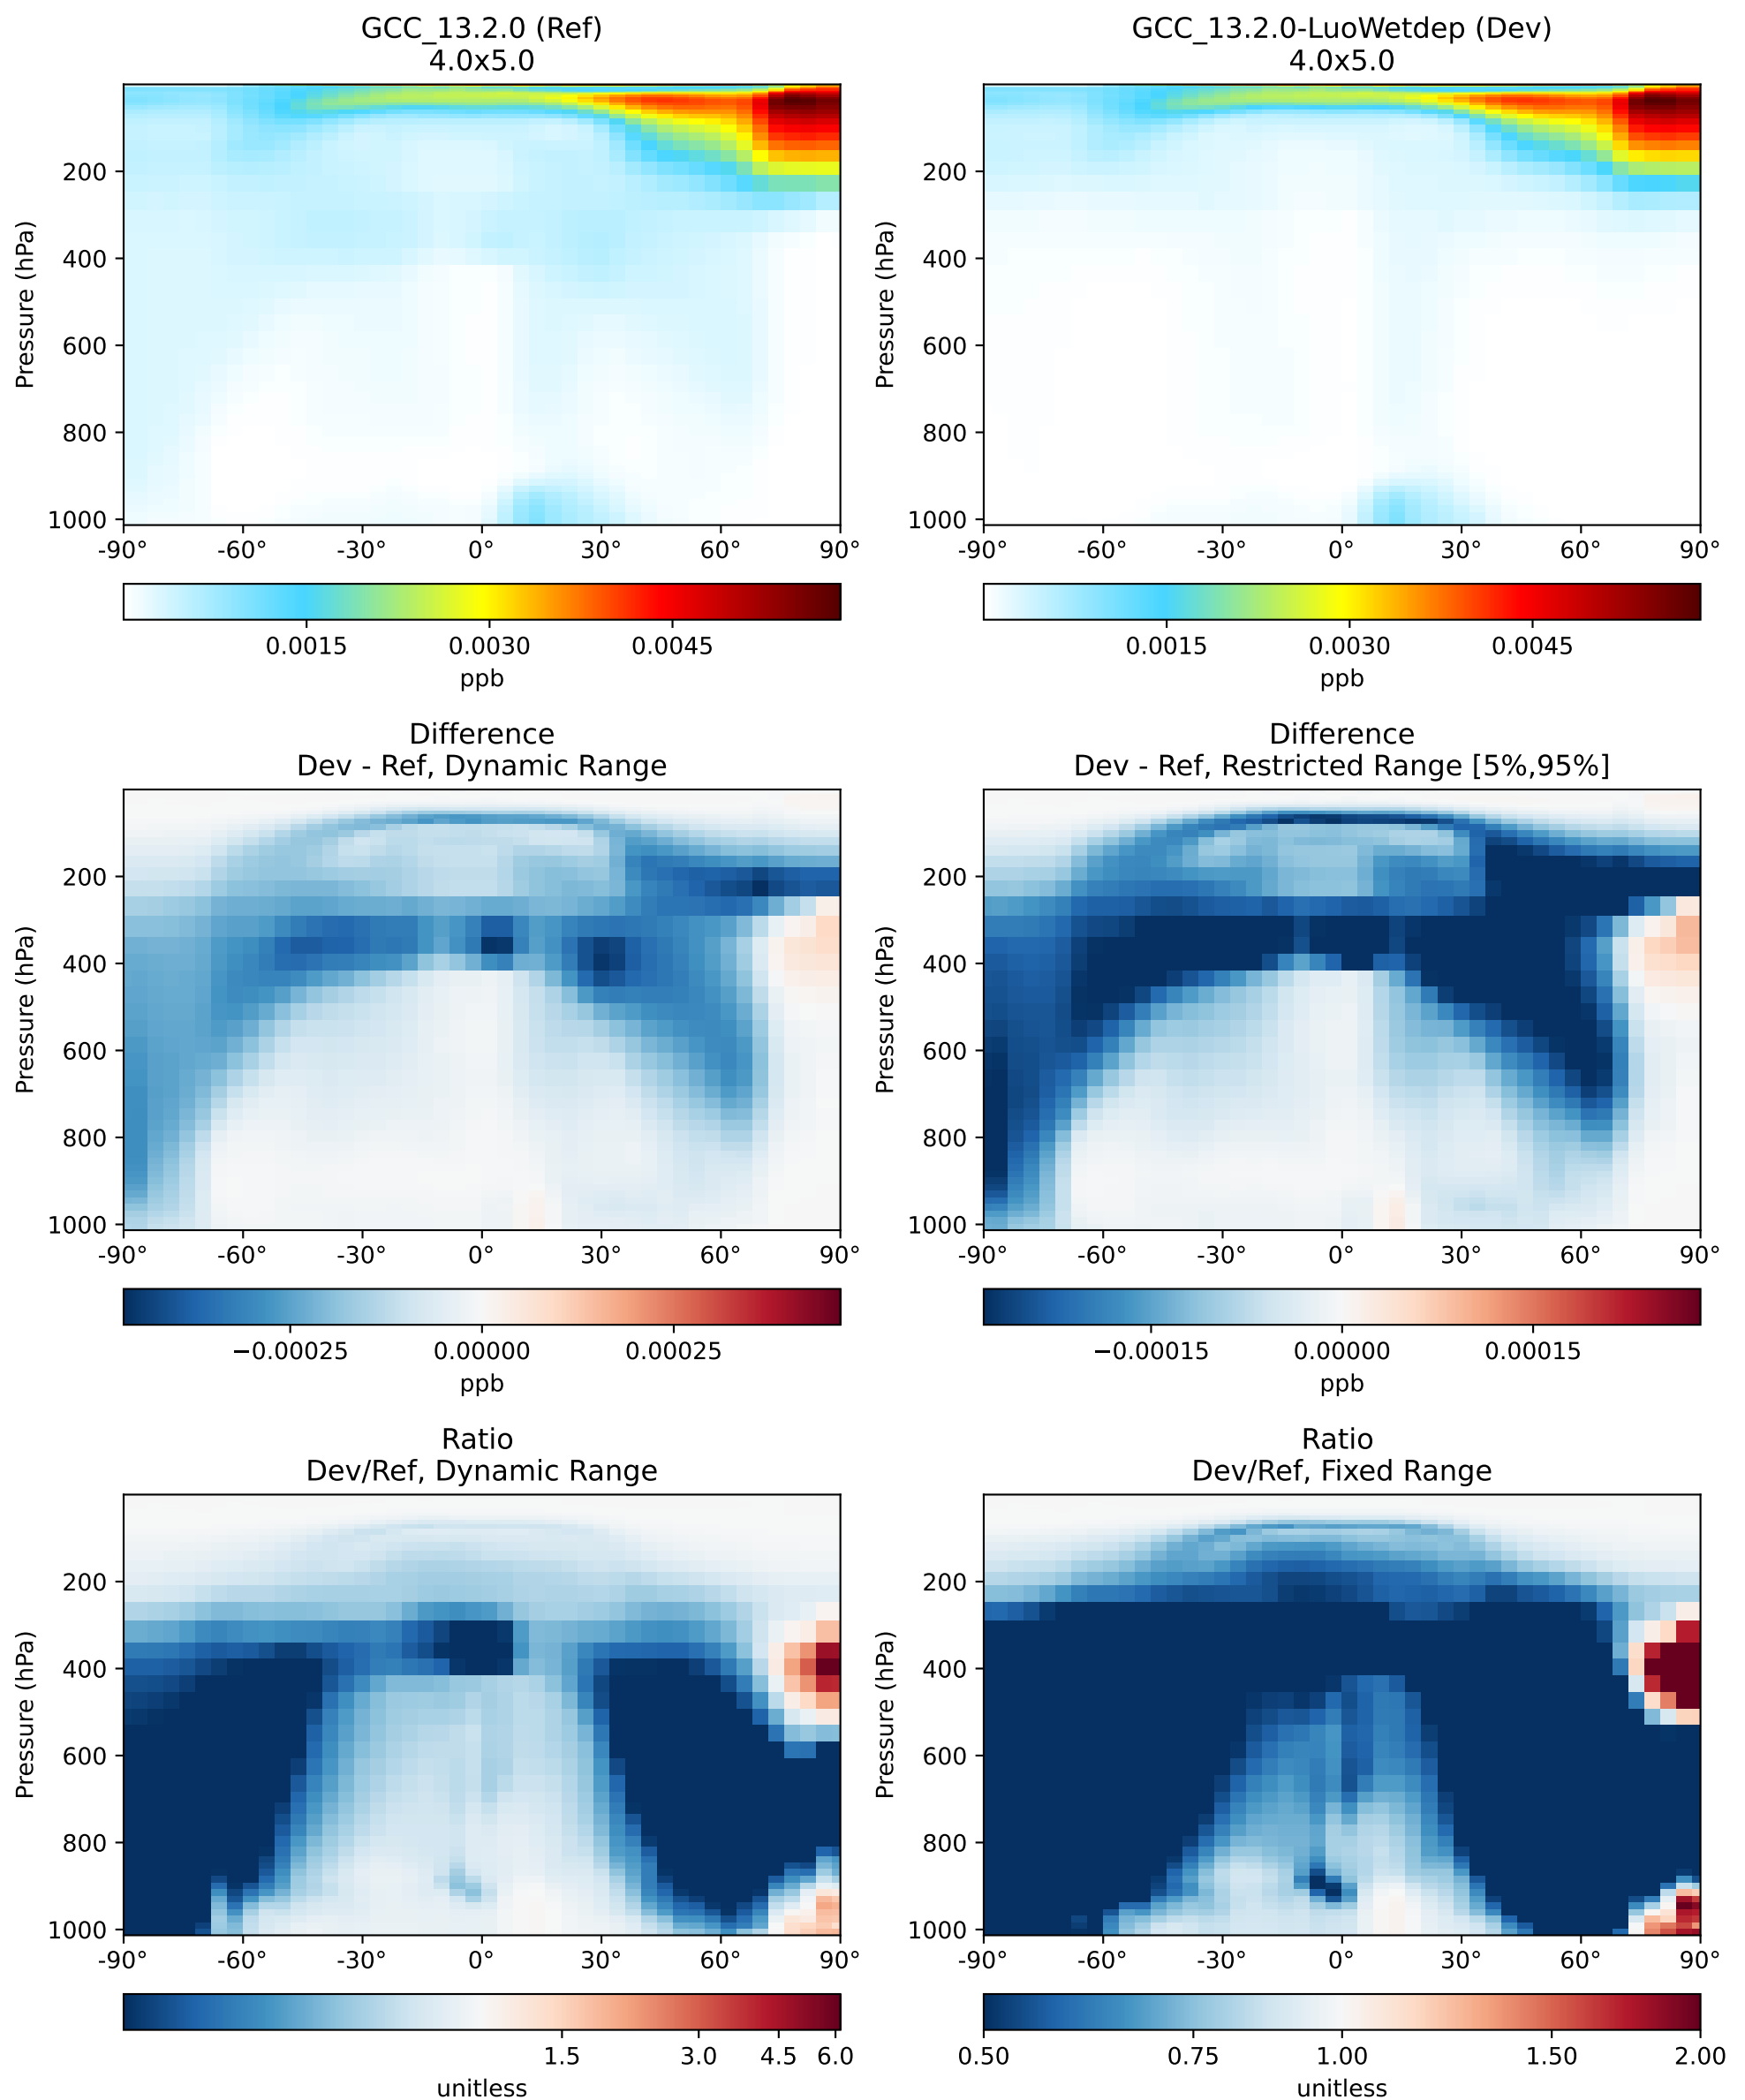 GCC_13.2.0 (Ref)
4.0x5.0
Pressure (hPa)
200
400
600
800
1000
-90° -60° -30° 0° 30° 60° 90°
0.0015 0.0030 0.0045
ppb
GCC_13.2.0-LuoWetdep (Dev)
4.0x5.0
Pressure (hPa)
200
400
600
800
1000
-90° -60° -30° 0° 30° 60° 90°
0.0015 0.0030 0.0045
ppb
Difference
Dev - Ref, Dynamic Range
Pressure (hPa)
200
400
600
800
1000
-90° -60° -30° 0° 30° 60° 90°
−0.00025 0.00000 0.00025
ppb
Difference
Dev - Ref, Restricted Range [5%,95%]
Pressure (hPa)
200
400
600
800
1000
-90° -60° -30° 0° 30° 60° 90°
−0.00015 0.00000 0.00015
ppb
Ratio
Dev/Ref, Dynamic Range
Pressure (hPa)
200
400
600
800
1000
-90° -60° -30° 0° 30° 60° 90°
1.5 3.0 4.5 6.0
unitless
Ratio
Dev/Ref, Fixed Range
Pressure (hPa)
200
400
600
800
1000
-90° -60° -30° 0° 30° 60° 90°
0.50 0.75 1.00 1.50 2.00
unitless